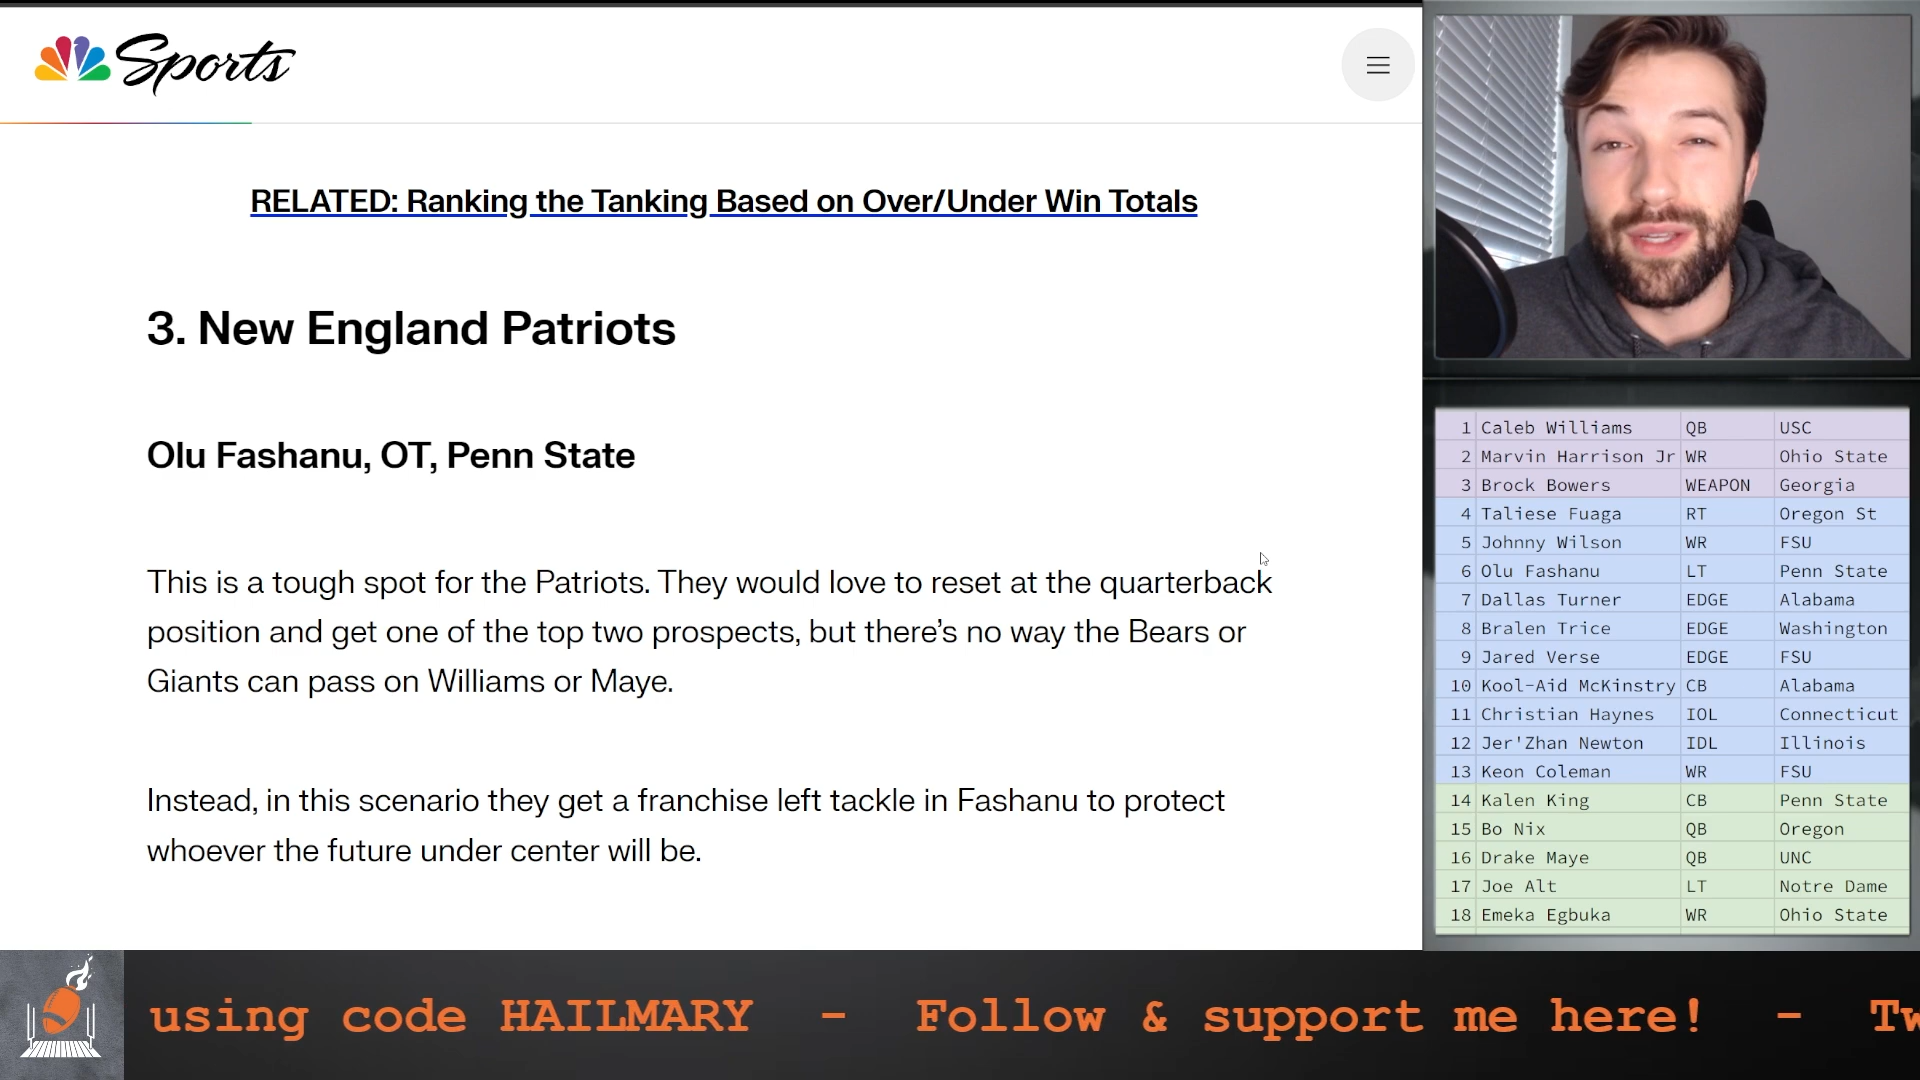 Sports
RELATED: Ranking the Tanking Based on Over/Under Win Totals
3. New England Patriots
Olu Fashanu, OT, Penn State
This is a tough spot for the Patriots. They would love to reset at the quarterback
position and get one of the top two prospects, but there’s no way the Bears or
Giants can pass on Williams or Maye.
Instead, in this scenario they get a franchise left tackle in Fashanu to protect
whoever the future under center will be.
1 Caleb Williams QB USC
2 Marvin Harrison Jr WR Ohio State
3 Brock Bowers WEAPON Georgia
4 Taliese Fuaga RT Oregon St
5 Johnny Wilson WR FSU
6 Olu Fashanu LT Penn State
7 Dallas Turner EDGE Alabama
8 Bralen Trice EDGE Washington
9 Jared Verse EDGE FSU
10 Kool-Aid McKinstry CB Alabama
11 Christian Haynes IOL Connecticut
12 Jer'Zhan Newton IDL Illinois
13 Keon Coleman WR FSU
14 Kalen King CB Penn State
15 Bo Nix QB Oregon
16 Drake Maye QB UNC
17 Joe Alt LT Notre Dame
18 Emeka Egbuka WR Ohio State
using code HAILMARY - Follow & support me here! - Tw